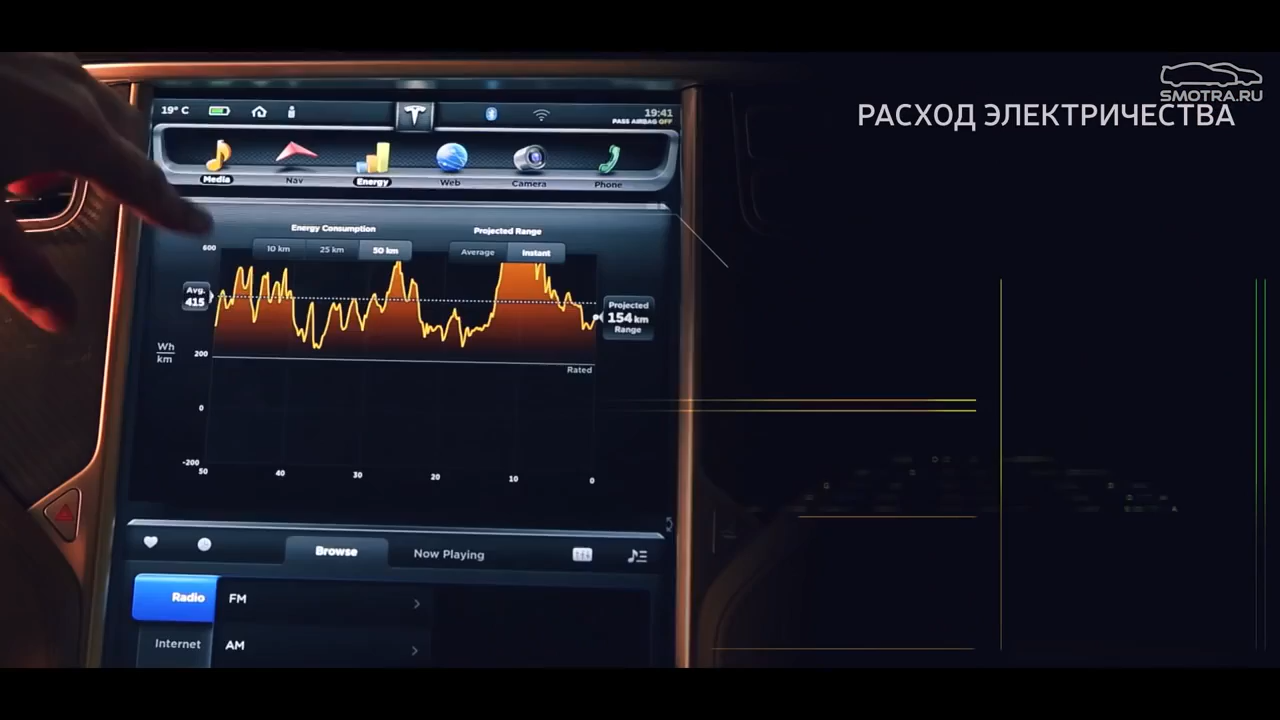 SMOTRA.RU
РАСХОД ЭЛЕКТРИЧЕСТВА
19° C
19:41
PASS AIRBAG OFF
Media
Nav
Energy
Web
Camera
Phone
Energy Consumption
Projected Range
10 km
25 km
50 km
Average
Instant
600
Avg.
415
Projected
154 km
Range
Wh
km
200
Rated
0
-200
50
40
30
20
10
0
Browse
Now Playing
Radio
FM
Internet
AM